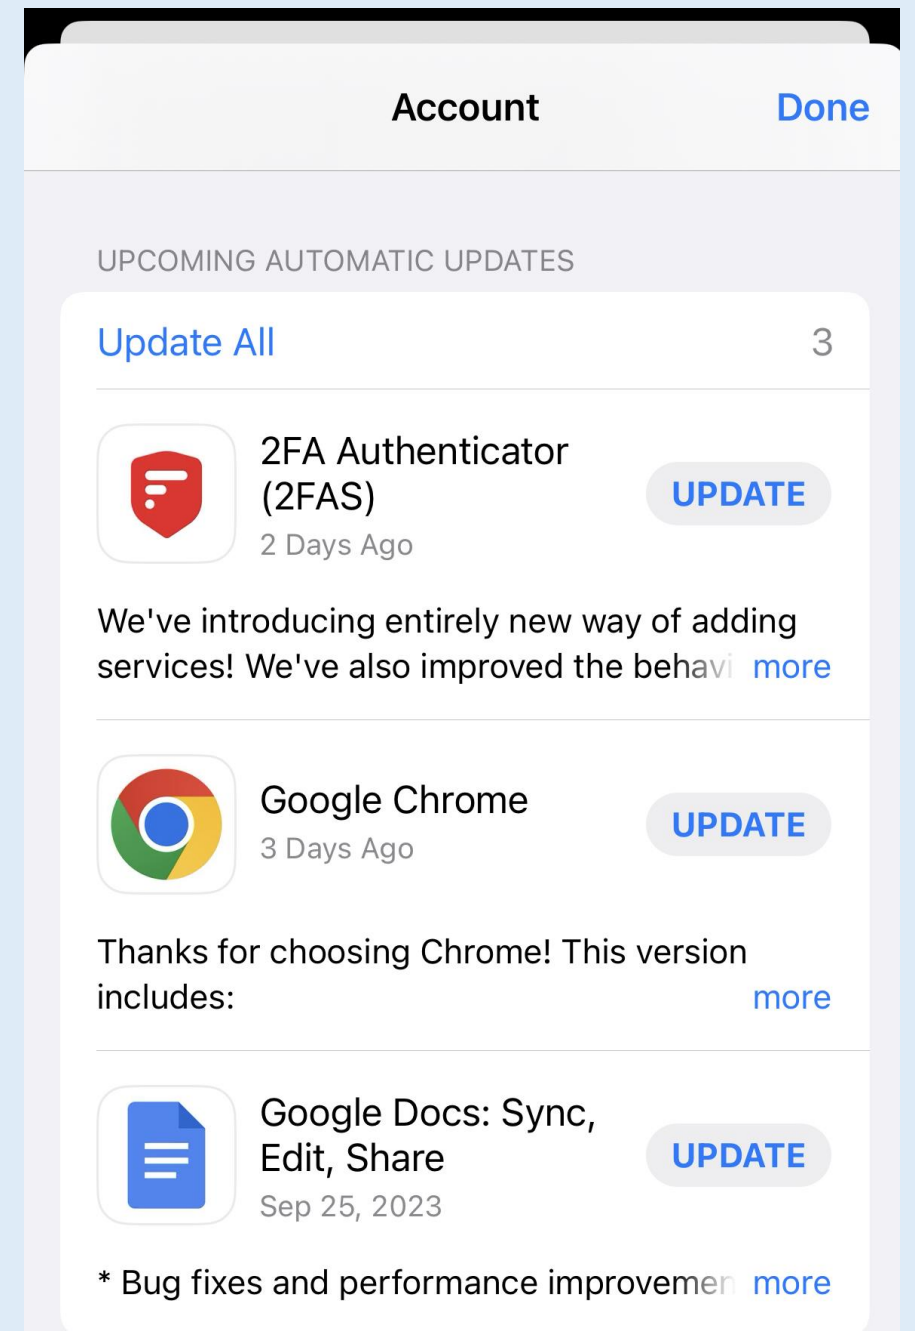 Account
Done
UPCOMING AUTOMATIC UPDATES
Update All
3
2FA Authenticator
(2FAS)
2 Days Ago
UPDATE
We've introducing entirely new way of adding
services! We've also improved the behavi more
Google Chrome
3 Days Ago
UPDATE
Thanks for choosing Chrome! This version
includes: more
Google Docs: Sync,
Edit, Share
Sep 25, 2023
UPDATE
* Bug fixes and performance improvemen more